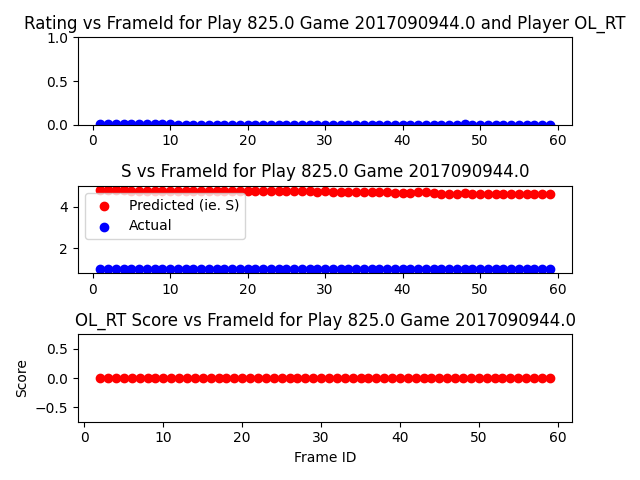 Rating vs FrameId for Play 825.0 Game 2017090944.0 and Player OL_RT
1.0
0.5
0.0
0 10 20 30 40 50 60
S vs FrameId for Play 825.0 Game 2017090944.0
4
2
Predicted (ie. S)
Actual
0 10 20 30 40 50 60
OL_RT Score vs FrameId for Play 825.0 Game 2017090944.0
Score
0.5
0.0
−0.5
0 10 20 30 40 50 60
Frame ID